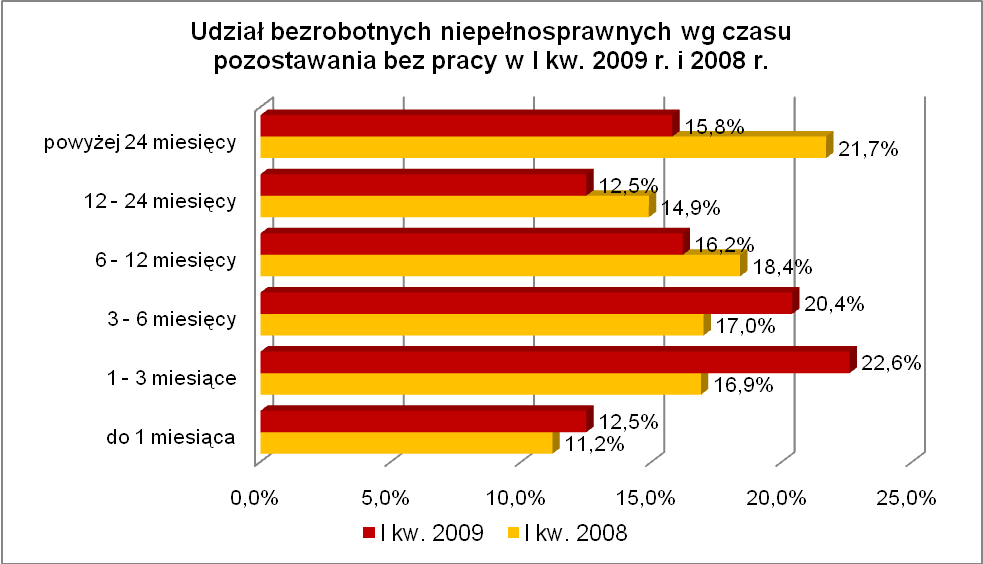 Udział bezrobotnych niepełnosprawnych wg czasu
pozostawania bez pracy w I kw. 2009 r. i 2008 r.
powyżej 24 miesięcy
15,8%
21,7%
12 - 24 miesięcy
12,5%
14,9%
6 - 12 miesięcy
16,2%
18,4%
3 - 6 miesięcy
20,4%
17,0%
1 - 3 miesiące
22,6%
16,9%
do 1 miesiąca
12,5%
11,2%
0,0% 5,0% 10,0% 15,0% 20,0% 25,0%
I kw. 2009 I kw. 2008